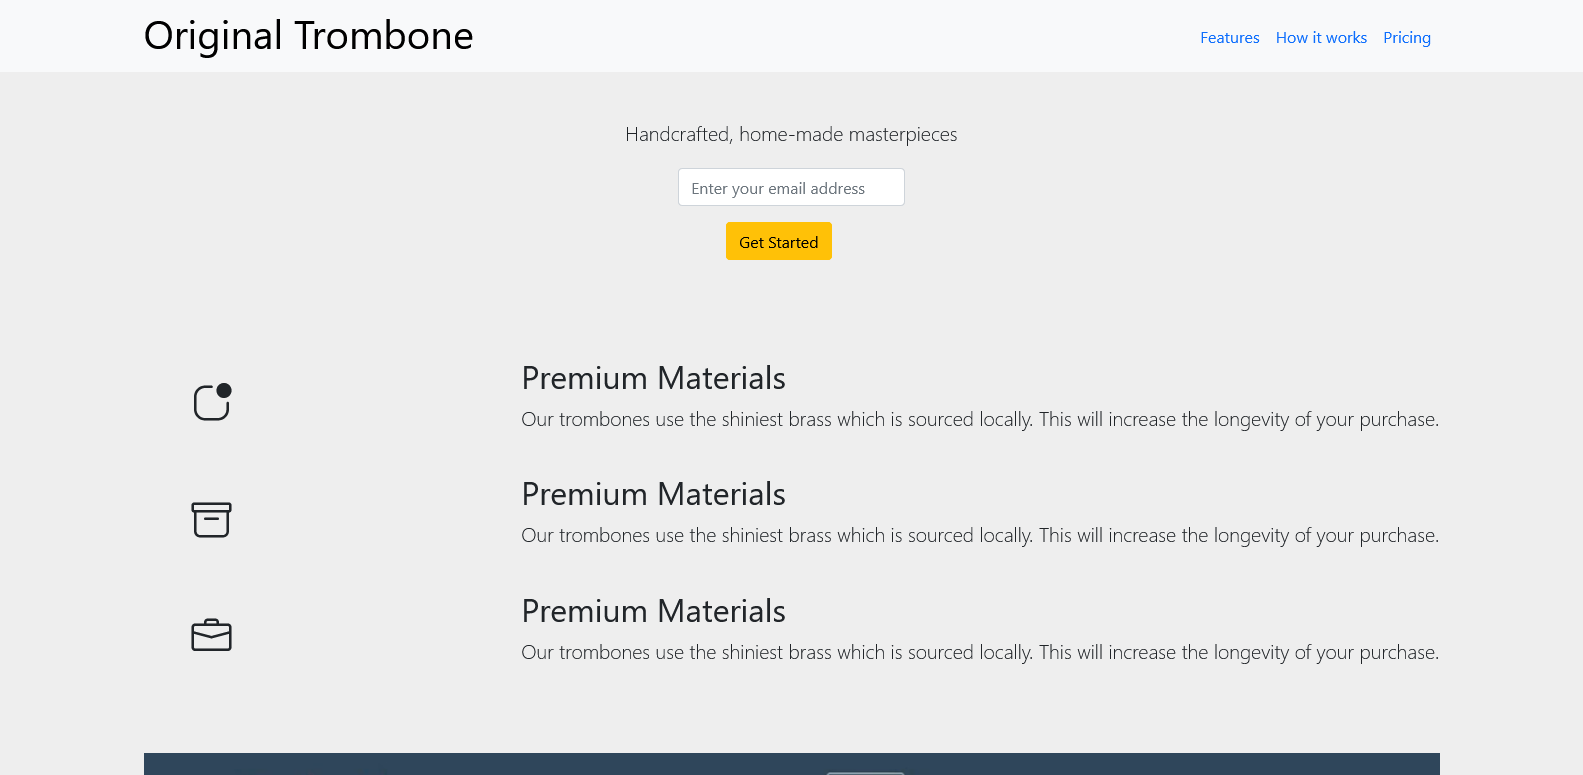 Original Trombone
Features How it works Pricing
Handcrafted, home-made masterpieces
Enter your email address
Get Started
Premium Materials
Our trombones use the shiniest brass which is sourced locally. This will increase the longevity of your purchase.
Premium Materials
Our trombones use the shiniest brass which is sourced locally. This will increase the longevity of your purchase.
Premium Materials
Our trombones use the shiniest brass which is sourced locally. This will increase the longevity of your purchase.